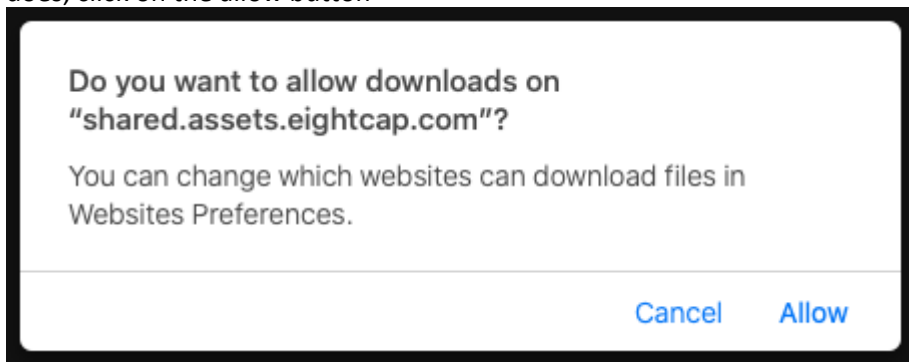 Do you want to allow downloads on
“shared.assets.eightcap.com”?
You can change which websites can download files in
Websites Preferences.
Cancel Allow